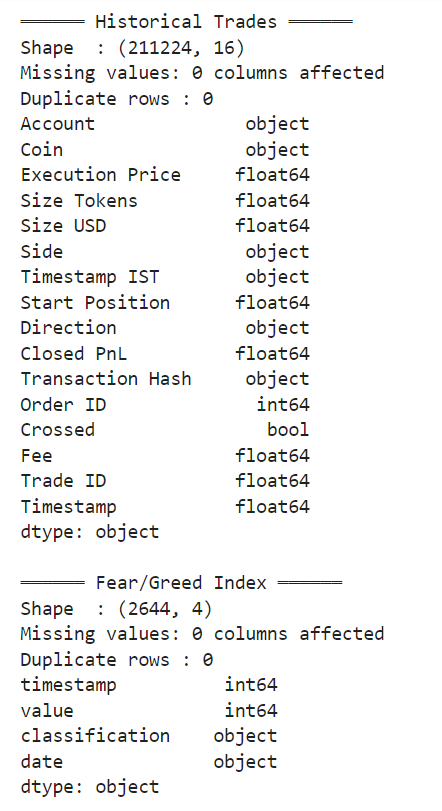 ══════ Historical Trades ══════
Shape  : (211224, 16)
Missing values: 0 columns affected
Duplicate rows : 0
Account              object
Coin                 object
Execution Price     float64
Size Tokens         float64
Size USD            float64
Side                 object
Timestamp IST        object
Start Position      float64
Direction            object
Closed PnL          float64
Transaction Hash     object
Order ID              int64
Crossed                bool
Fee                 float64
Trade ID            float64
Timestamp           float64
dtype: object
══════ Fear/Greed Index ══════
Shape  : (2644, 4)
Missing values: 0 columns affected
Duplicate rows : 0
timestamp          int64
value              int64
classification    object
date              object
dtype: object